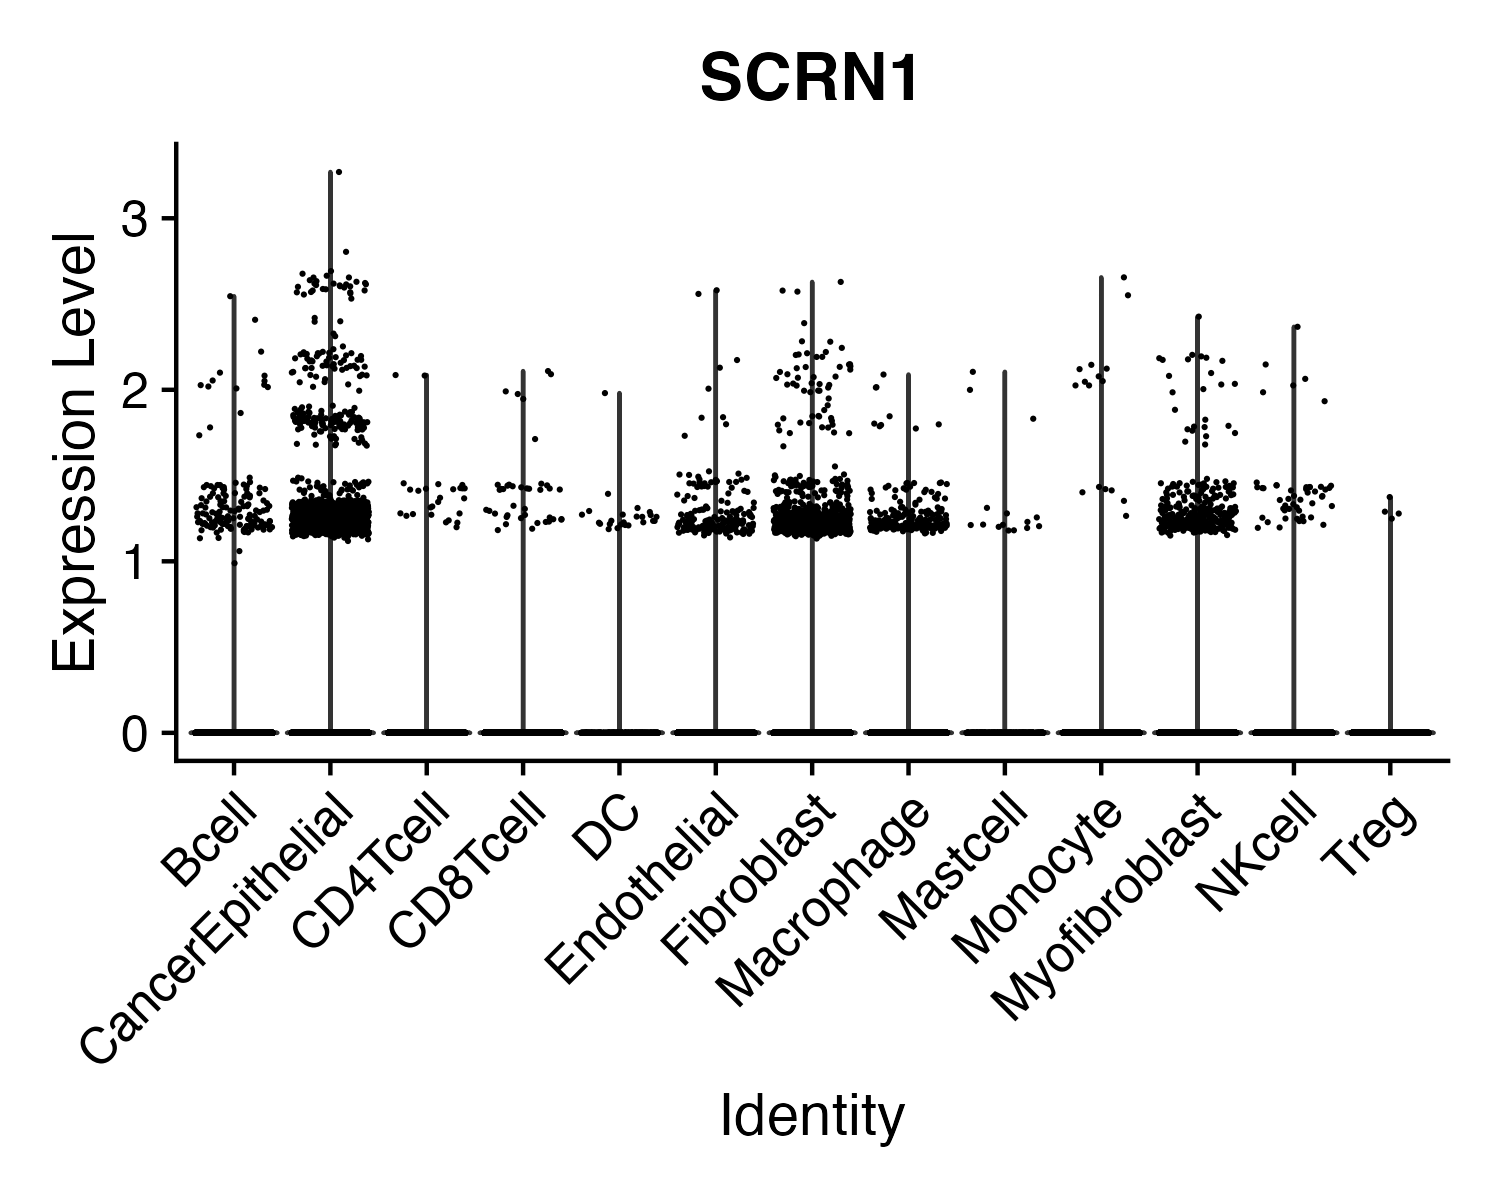 SCRN1
Expression Level
3
2
1
0
Bcell
CancerEpithelial
CD4Tcell
CD8Tcell
DC
Endothelial
Fibroblast
Macrophage
Mastcell
Monocyte
Myofibroblast
NKcell
Treg
Identity